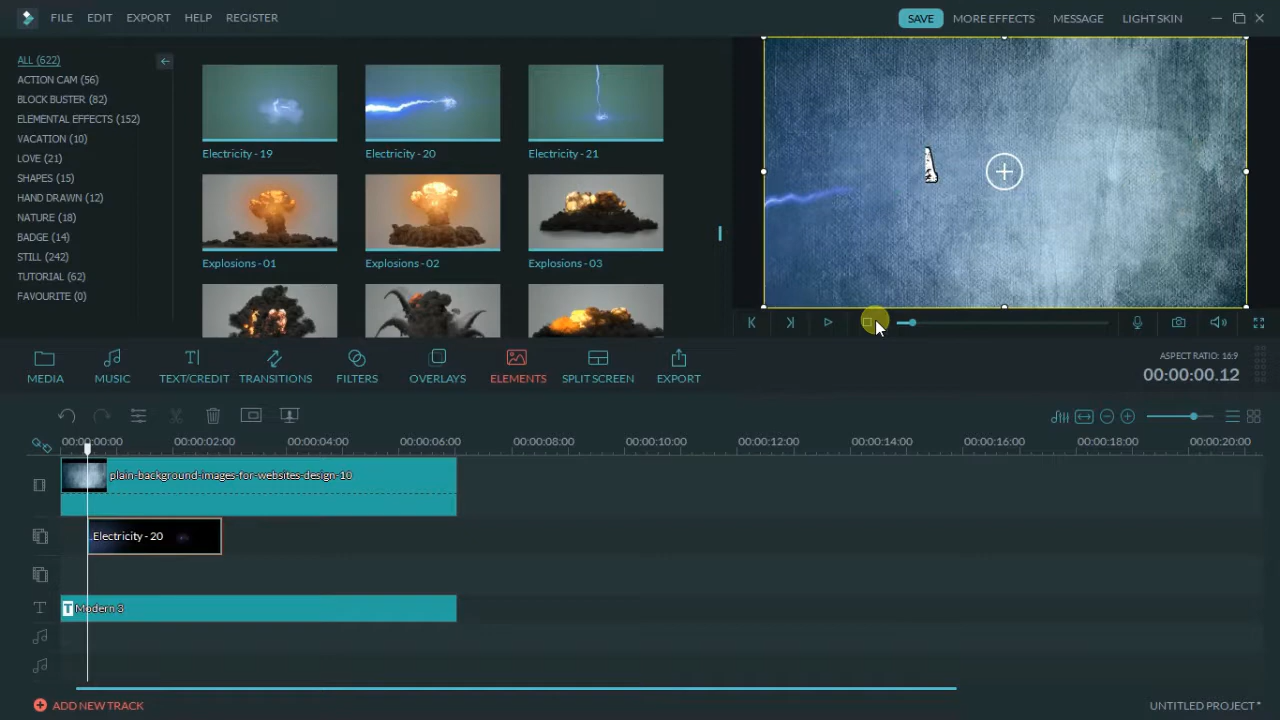 FILE EDIT EXPORT HELP REGISTER SAVE MORE EFFECTS MESSAGE LIGHT SKIN
ALL (622)
ACTION CAM (56)
BLOCK BUSTER (82)
ELEMENTAL EFFECTS (152)
VACATION (10)
LOVE (21)
SHAPES (15)
HAND DRAWN (12)
NATURE (18)
BADGE (14)
STILL (242)
TUTORIAL (62)
FAVOURITE (0)
Electricity - 19 Electricity - 20 Electricity - 21
Explosions - 01 Explosions - 02 Explosions - 03
MEDIA MUSIC TEXT/CREDIT TRANSITIONS FILTERS OVERLAYS ELEMENTS SPLIT SCREEN EXPORT
ASPECT RATIO: 16:9
00:00:00.12
00:00:00:00 00:00:02:00 00:00:04:00 00:00:06:00 00:00:08:00 00:00:10:00 00:00:12:00 00:00:14:00 00:00:16:00 00:00:18:00 00:00:20:00
plain-background-images-for-websites-design-10
Electricity - 20
T Modern 3
ADD NEW TRACK
UNTITLED PROJECT *